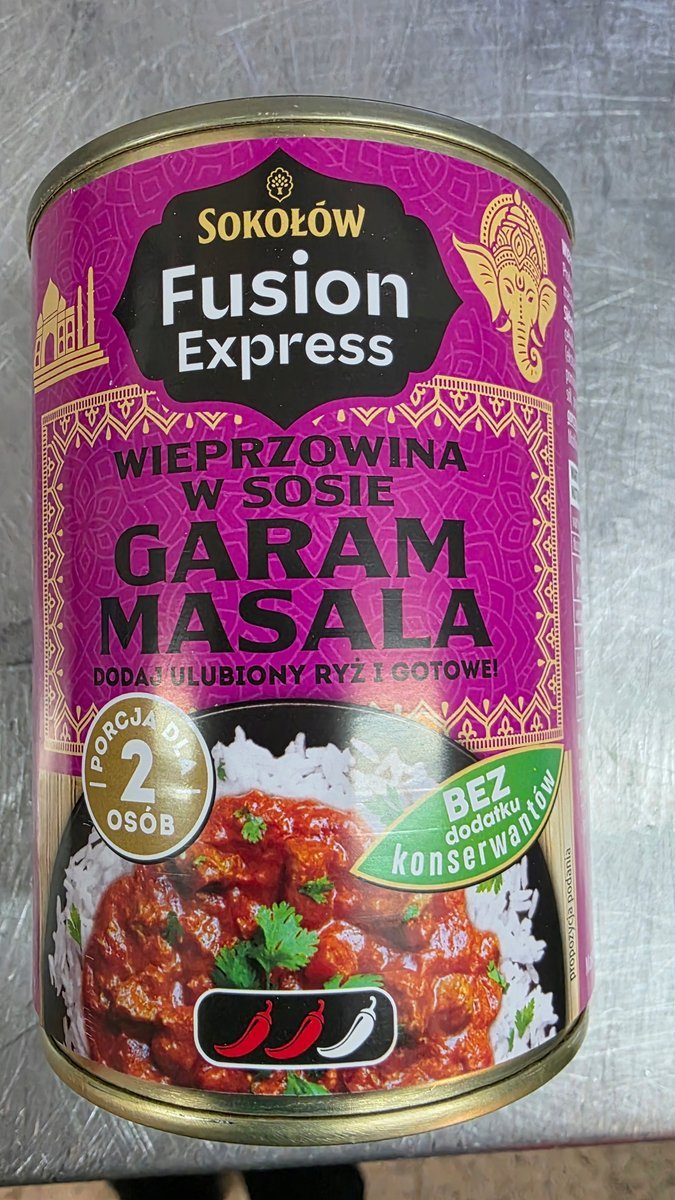 SOKOŁÓW
Fusion
Express
WIEPRZOWINA
W SOSIE
GARAM
MASALA
DODAJ ULUBIONY RYŻ I GOTOWE!
PORCJA DLA
2
OSÓB
BEZ
dodatku
konserwantów
propozycja podania